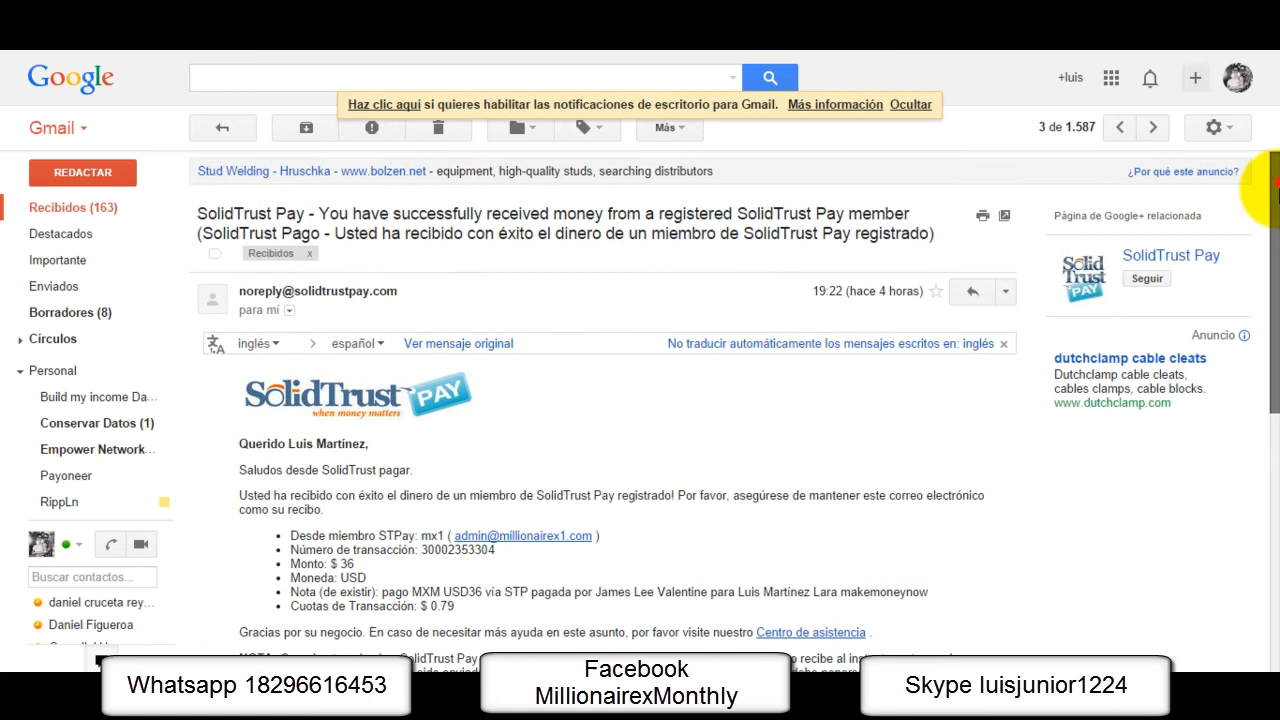 Google
+luis
Haz clic aquí si quieres habilitar las notificaciones de escritorio para Gmail. Más información Ocultar
Gmail
Más
3 de 1.587
REDACTAR
Stud Welding - Hruschka - www.bolzen.net - equipment, high-quality studs, searching distributors
¿Por qué este anuncio?
Recibidos (163)
Destacados
Importante
Enviados
Borradores (8)
Círculos
Personal
Build my income Da...
Conservar Datos (1)
Empower Network...
Payoneer
RippLn
Buscar contactos...
daniel cruceta rey...
Daniel Figueroa
SolidTrust Pay - You have successfully received money from a registered SolidTrust Pay member
(SolidTrust Pago - Usted ha recibido con éxito el dinero de un miembro de SolidTrust Pay registrado)
Recibidos x
noreply@solidtrustpay.com
19:22 (hace 4 horas)
para mí
inglés > español Ver mensaje original
No traducir automáticamente los mensajes escritos en: inglés x
SolidTrust PAY
when money matters
Querido Luis Martínez,
Saludos desde SolidTrust pagar.
Usted ha recibido con éxito el dinero de un miembro de SolidTrust Pay registrado! Por favor, asegúrese de mantener este correo electrónico
como su recibo.
• Desde miembro STPay: mx1 ( admin@millionairex1.com )
• Número de transacción: 30002353304
• Monto: $ 36
• Moneda: USD
• Nota (de existir): pago MXM USD36 vía STP pagada por James Lee Valentine para Luis Martínez Lara makemoneynow
• Cuotas de Transacción: $ 0.79
Gracias por su negocio. En caso de necesitar más ayuda en este asunto, por favor visite nuestro Centro de asistencia .
Página de Google+ relacionada
Solid Trust PAY
SolidTrust Pay
Seguir
Anuncio
dutchclamp cable cleats
Dutchclamp cable cleats,
cables clamps, cable blocks.
www.dutchclamp.com
Whatsapp 18296616453
Facebook
MillionairexMonthly
Skype luisjunior1224